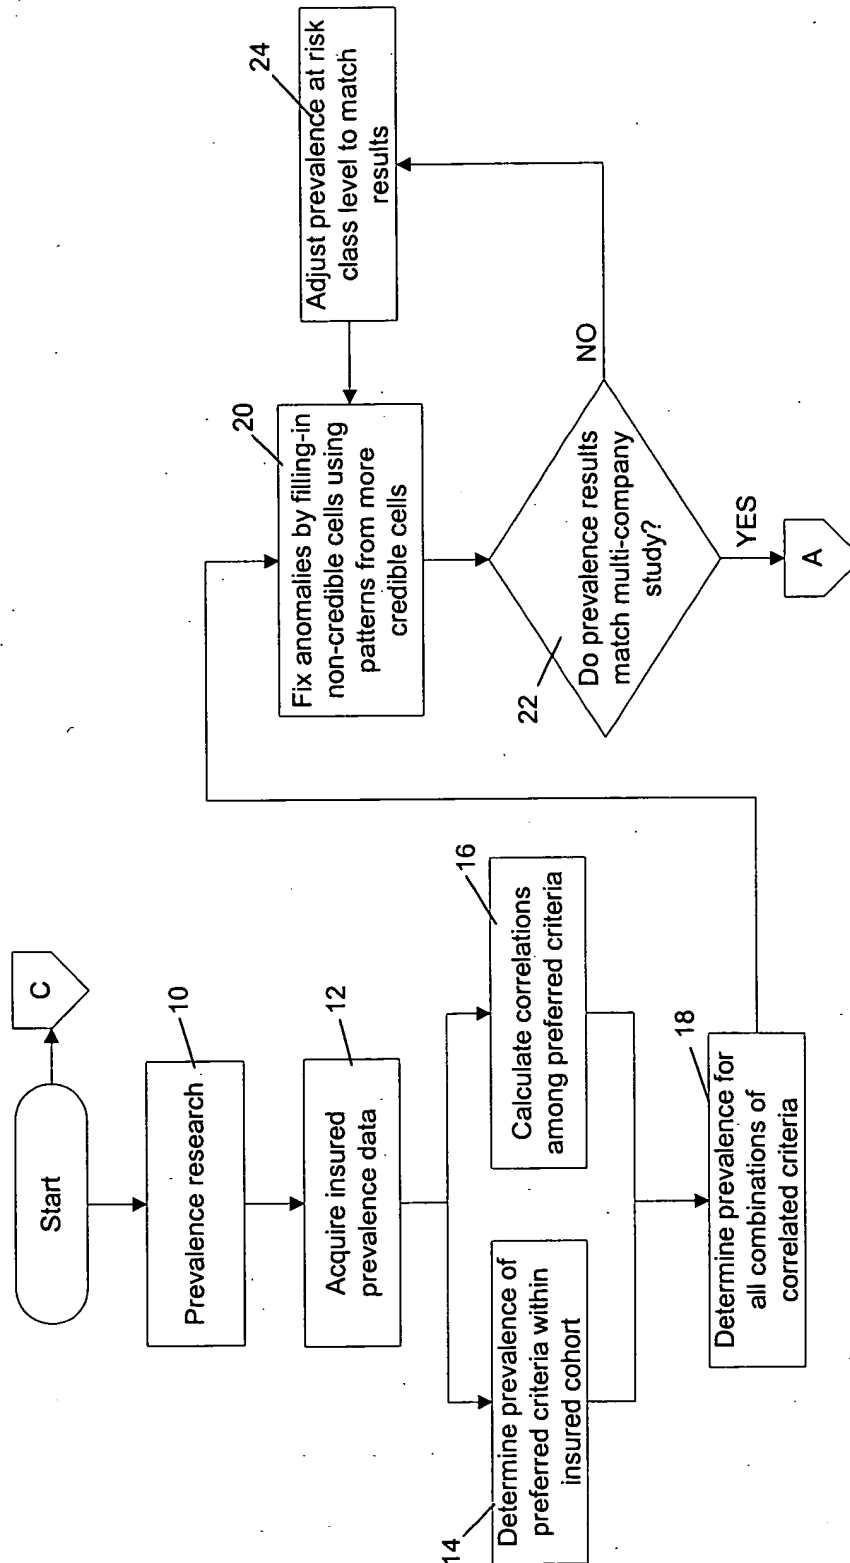 Start
C
10
Prevalence research
12
Acquire insured
prevalence data
14
Determine prevalence of
preferred criteria within
insured cohort
16
Calculate correlations
among preferred criteria
18
Determine prevalence for
all combinations of
correlated criteria
20
Fix anomalies by filling-in
non-credible cells using
patterns from more
credible cells
24
Adjust prevalence at risk
class level to match
results
22
Do prevalence results
match multi-company
study?
NO
YES
A